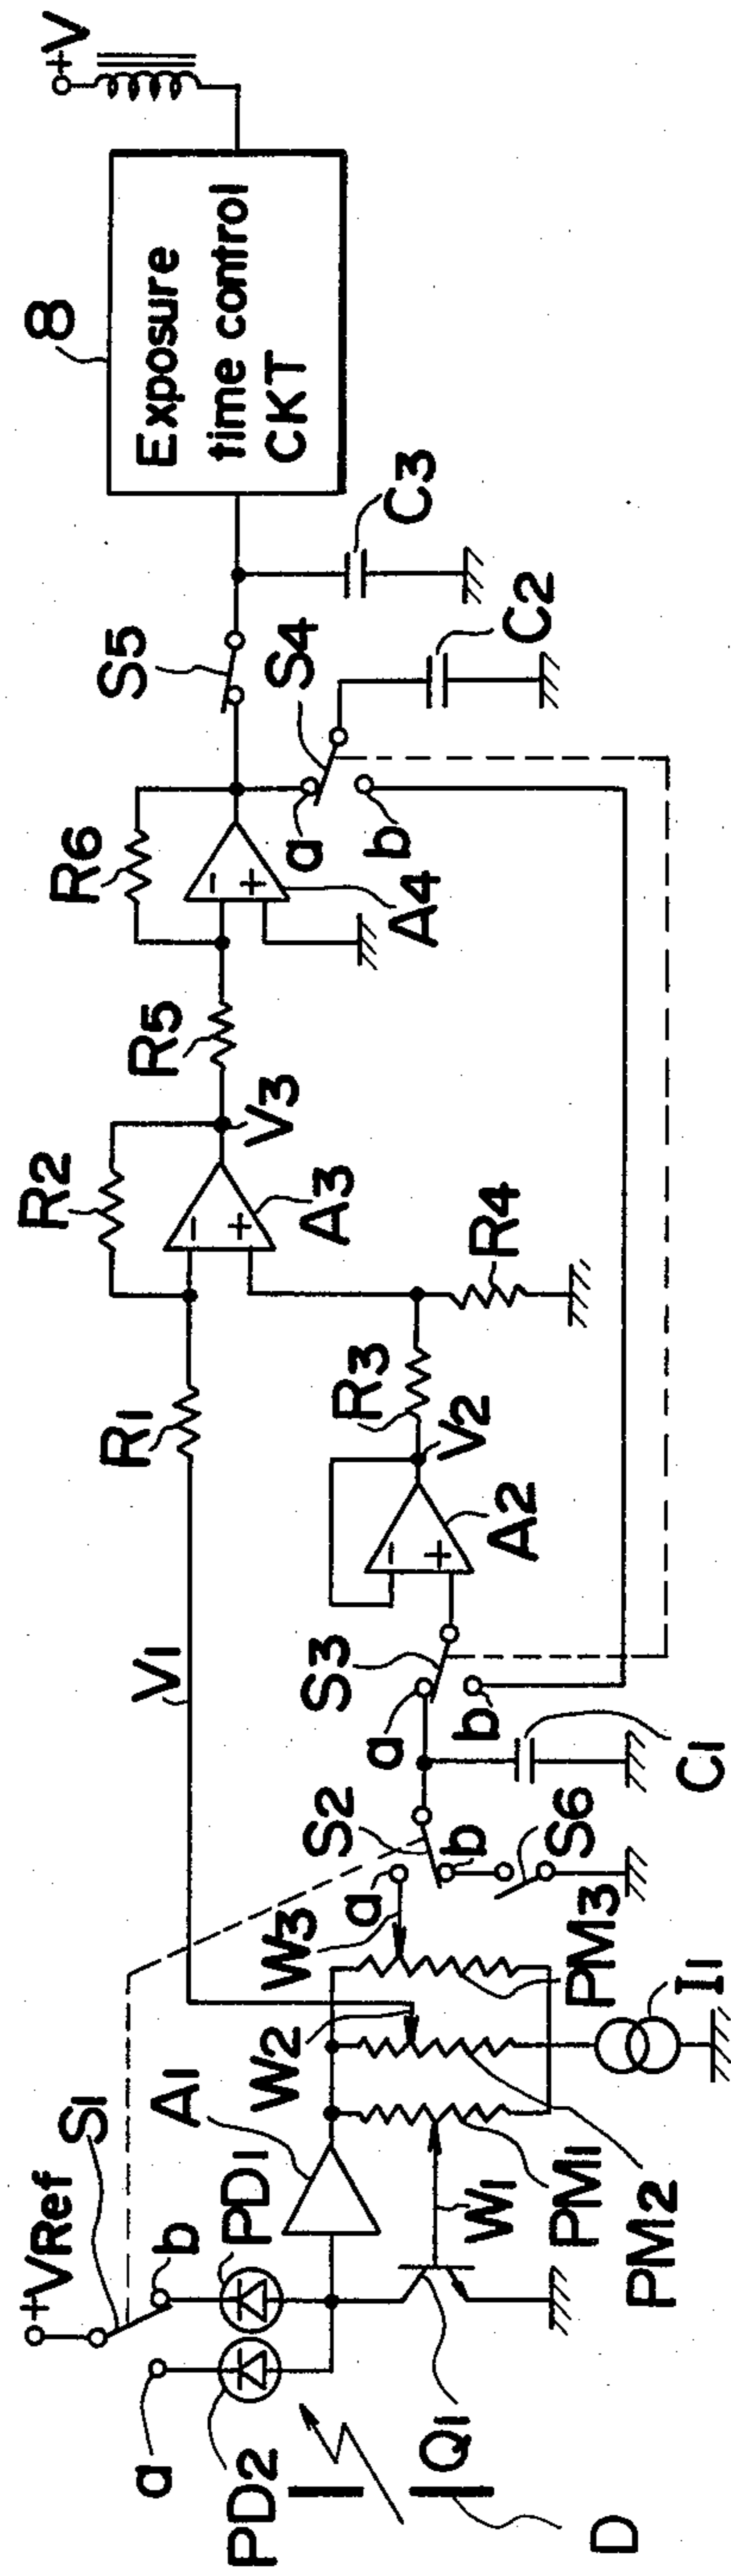 +VRef
S1
a
b
PD2
PD1
A1
D
Q1
W1
W2
W3
PM1
PM2
PM3
I1
a
S2
b
S6
C1
V1
a
S3
b
A2
V2
R1
R3
R4
R2
A3
V3
R5
R6
A4
a
b
S4
S5
C2
C3
8
Exposure
time control
CKT
+V